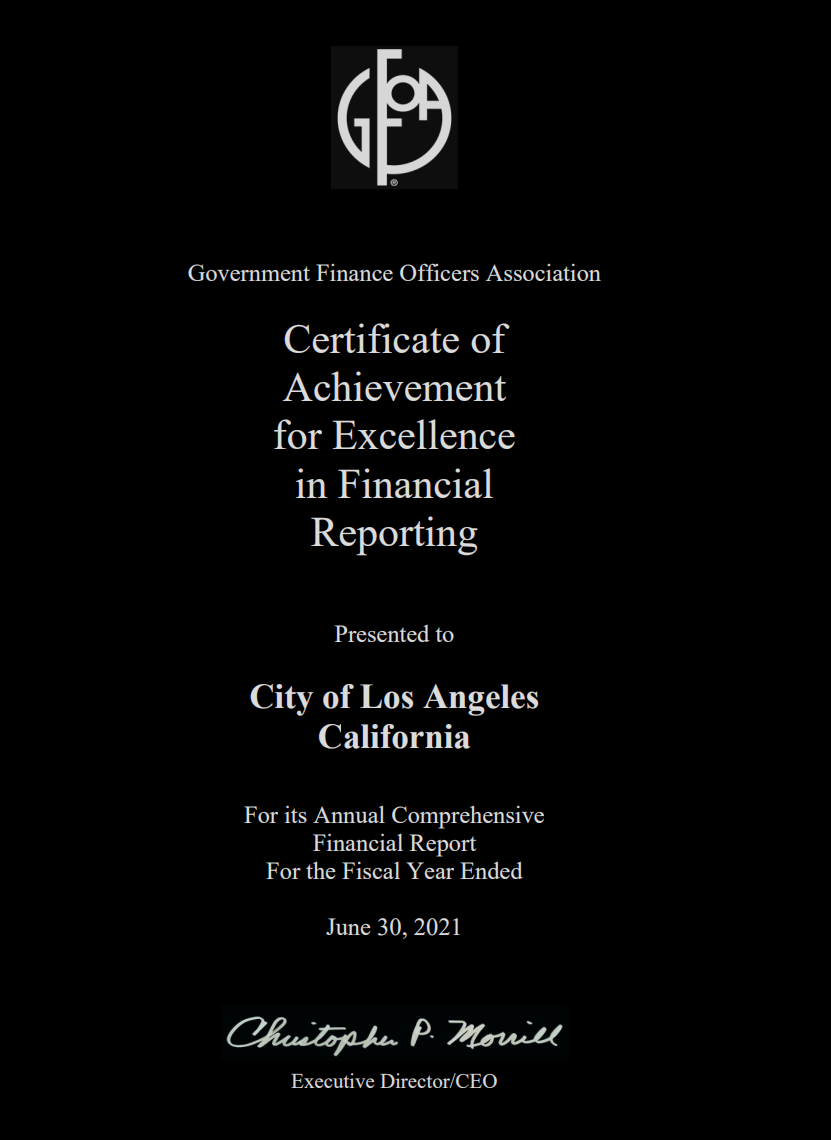 GFOA
®
Government Finance Officers Association
Certificate of
Achievement
for Excellence
in Financial
Reporting
Presented to
City of Los Angeles
California
For its Annual Comprehensive
Financial Report
For the Fiscal Year Ended
June 30, 2021
Christopher P. Morrill
Executive Director/CEO